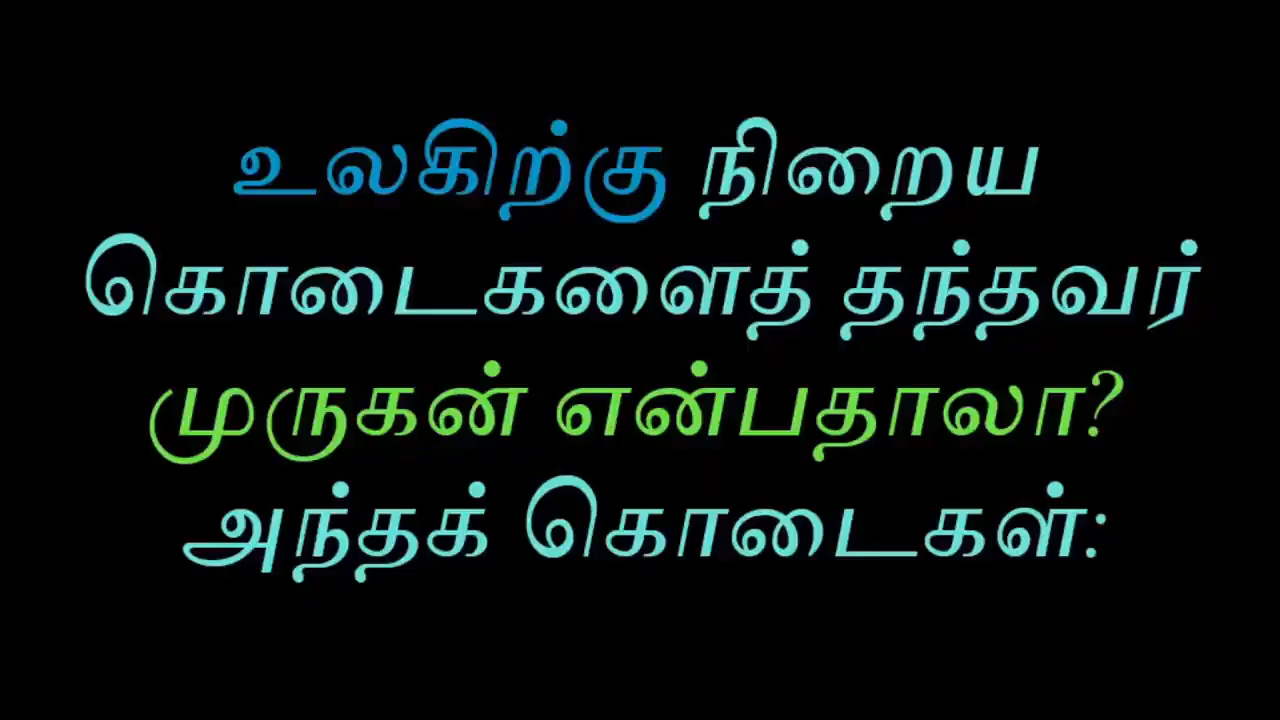 உலகிற்கு நிறைய
கொடைகளைத் தந்தவர்
முருகன் என்பதாலா?
அந்தக் கொடைகள்: